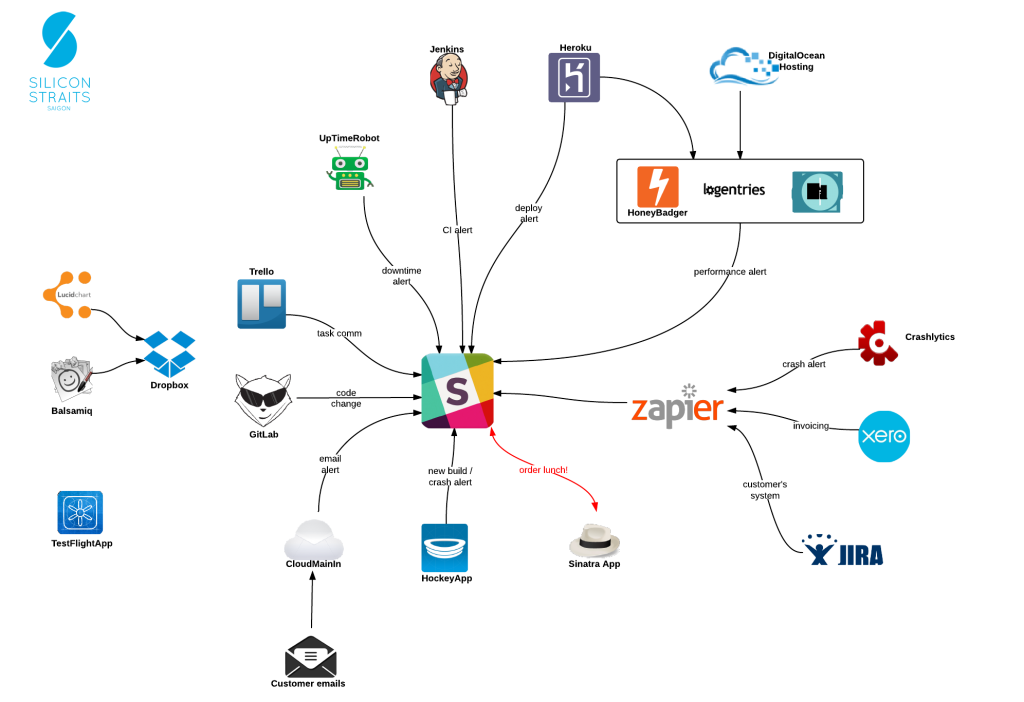 SILICON
STRAITS
SAIGON
Jenkins
Heroku
DigitalOcean
Hosting
UpTimeRobot
HoneyBadger
logentries
deploy
alert
CI alert
downtime
alert
performance alert
Trello
task comm
Lucidchart
Dropbox
Balsamiq
GitLab
code
change
S
zapier
Crashlytics
crash alert
invoicing
xero
customer's
system
JIRA
email
alert
new build /
crash alert
order lunch!
TestFlightApp
CloudMainIn
HockeyApp
Sinatra App
Customer emails